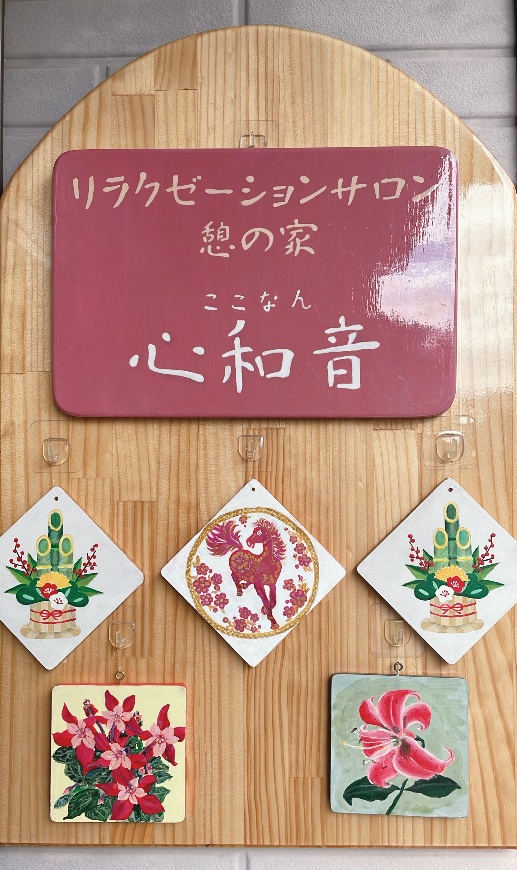 リラクゼーションサロン
憩の家
ここなん
心和音